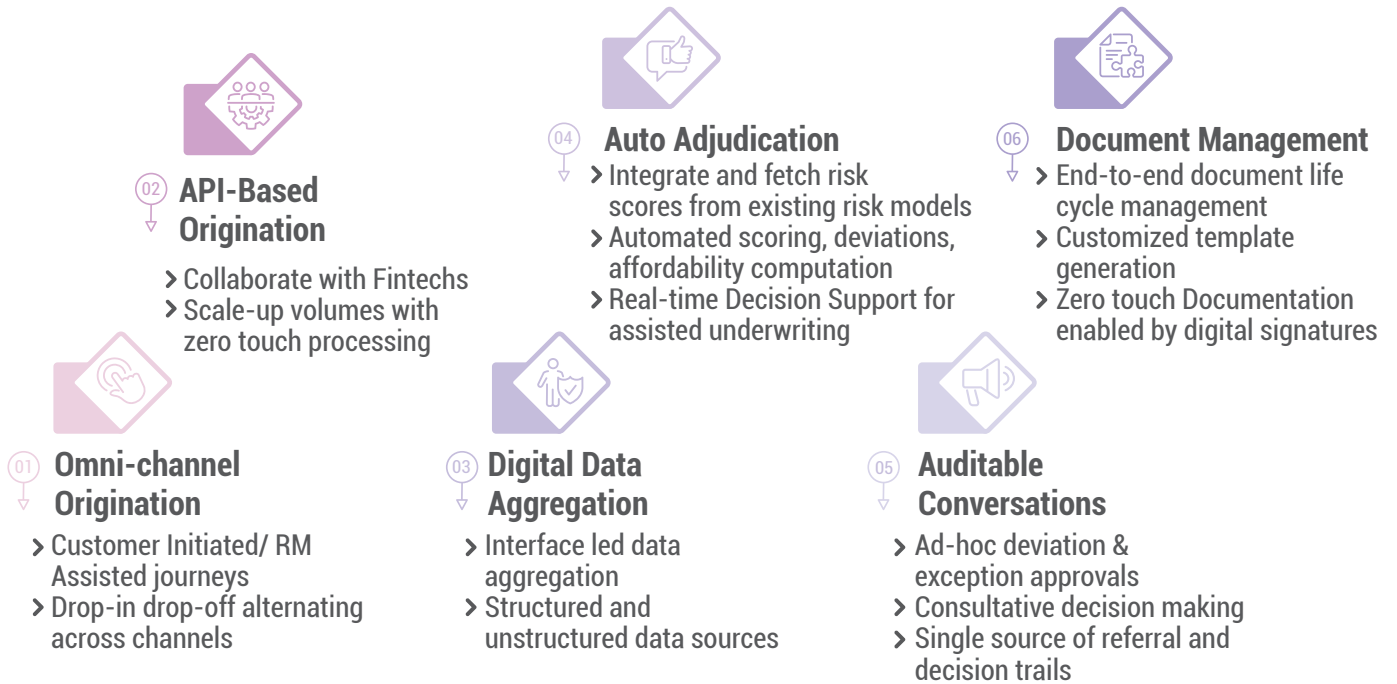 01
Omni-channel
Origination
Customer Initiated/ RM
Assisted journeys
Drop-in drop-off alternating
across channels
02
API-Based
Origination
Collaborate with Fintechs
Scale-up volumes with
zero touch processing
03
Digital Data
Aggregation
Interface led data
aggregation
Structured and
unstructured data sources
04
Auto Adjudication
Integrate and fetch risk
scores from existing risk models
Automated scoring, deviations,
affordability computation
Real-time Decision Support for
assisted underwriting
05
Auditable
Conversations
Ad-hoc deviation &
exception approvals
Consultative decision making
Single source of referral and
decision trails
06
Document Management
End-to-end document life
cycle management
Customized template
generation
Zero touch Documentation
enabled by digital signatures